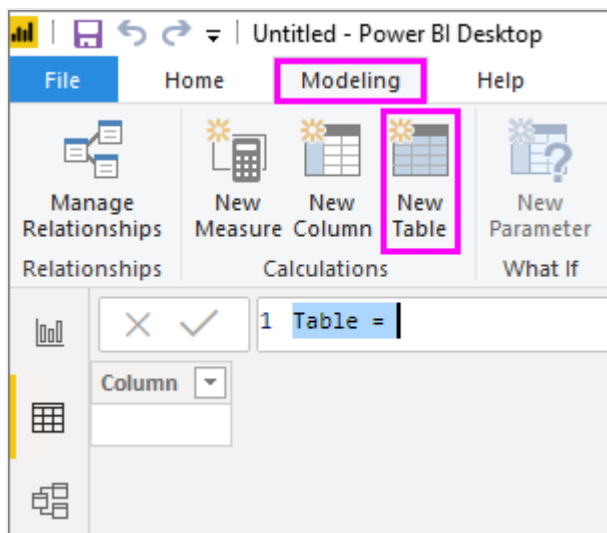 Untitled - Power BI Desktop
File Home Modeling Help
Manage Relationships
New Measure
New Column
New Table
New Parameter
Relationships Calculations What If
1 Table =
Column